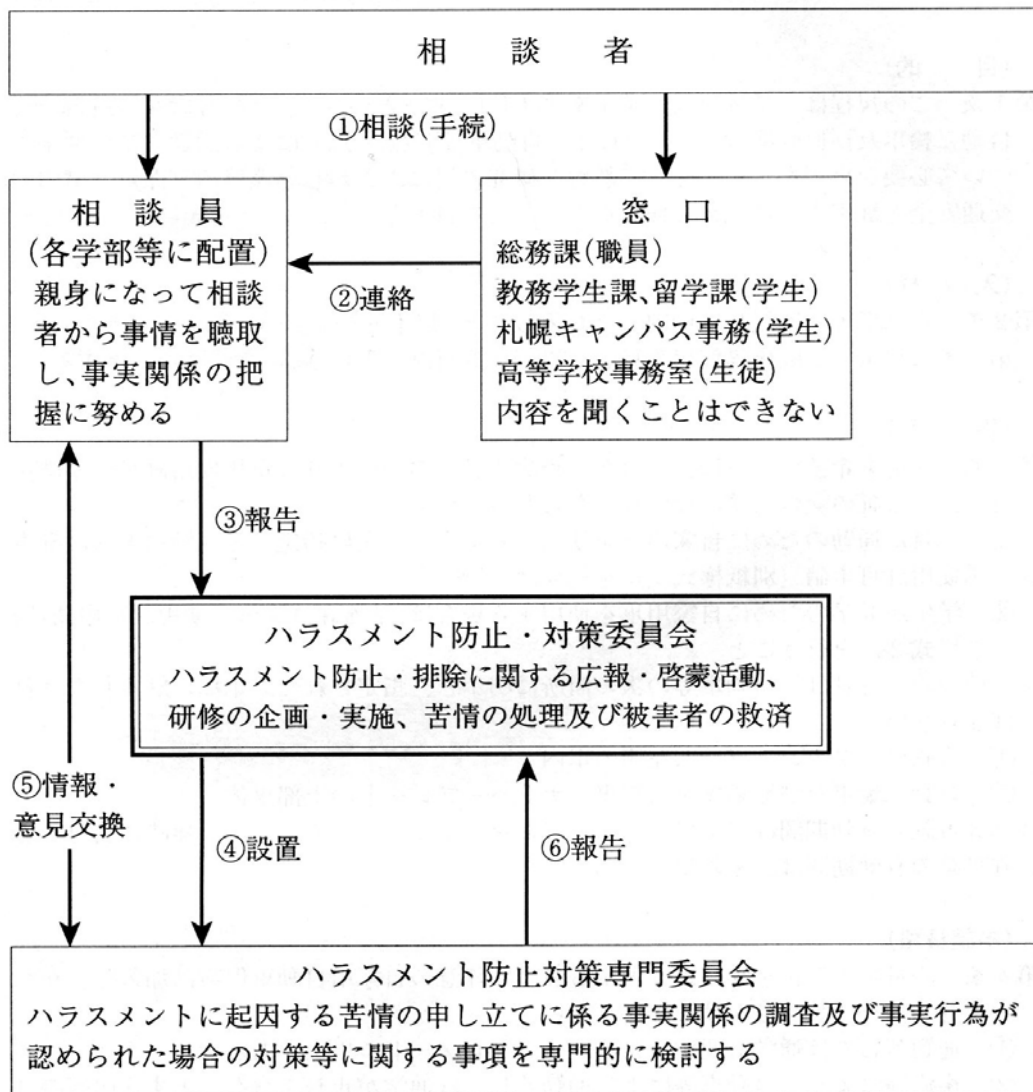 相談者
①相談(手続)
相談員
(各学部等に配置)
親身になって相談
者から事情を聴取
し、事実関係の把
握に努める
②連絡
窓口
総務課(職員)
教務学生課、留学課(学生)
札幌キャンパス事務(学生)
高等学校事務室(生徒)
内容を聞くことはできない
③報告
ハラスメント防止・対策委員会
ハラスメント防止・排除に関する広報、啓蒙活動、
研修の企画・実施、苦情の処理及び被害者の救済
⑤情報・
意見交換
④設置
⑥報告
ハラスメント防止対策専門委員会
ハラスメントに起因する苦情の申し立てに係る事実関係の調査及び事実行為が
認められた場合の対策等に関する事項を専門的に検討する